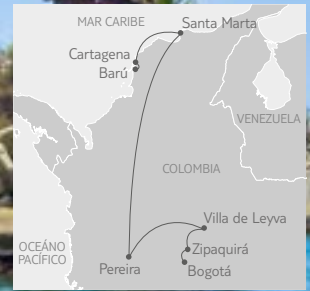 MAR CARIBE
Santa Marta
Cartagena
Barú
VENEZUELA
COLOMBIA
Villa de Leyva
OCEÁNO
PACÍFICO
Zipaquirá
Pereira
Bogotá